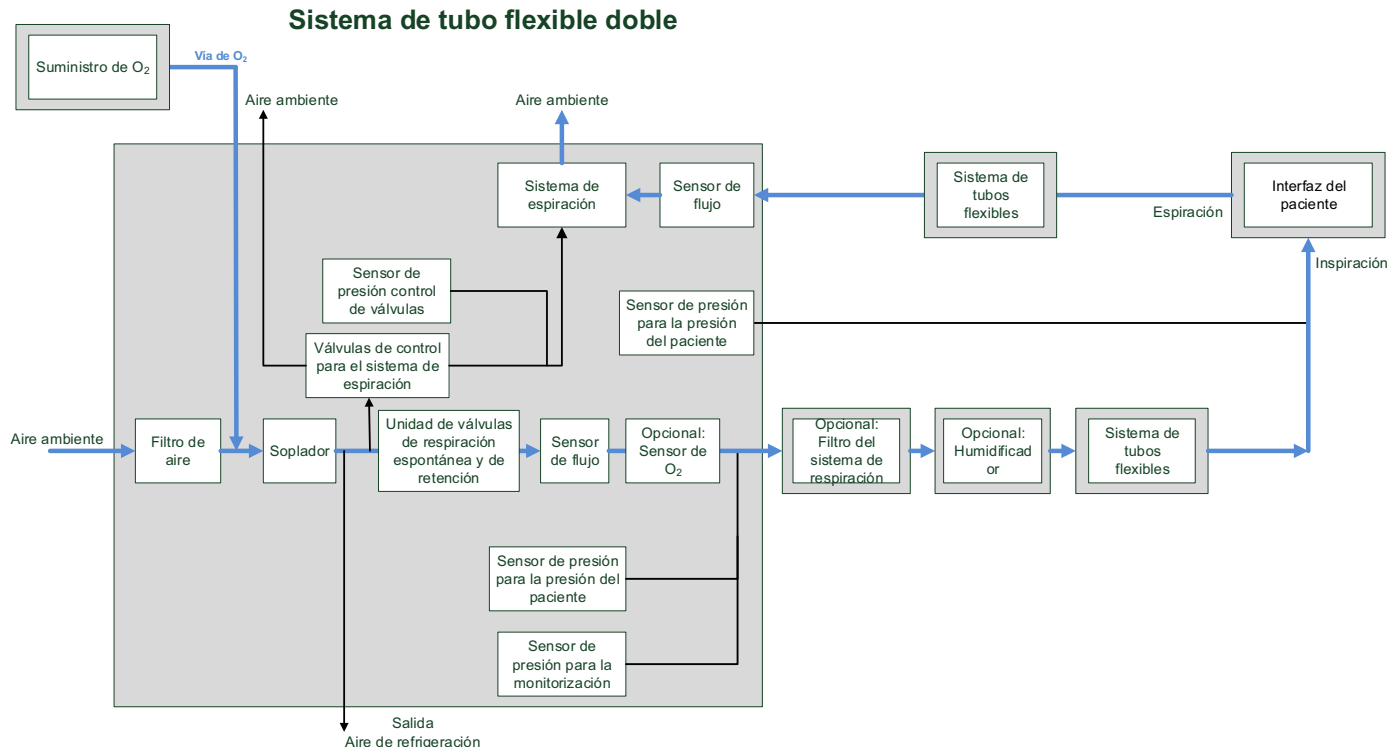 Sistema de tubo flexible doble
Suministro de O₂
Vía de O₂
Aire ambiente
Aire ambiente
Sistema de
espiración
Sensor de
flujo
Sistema de
tubos
flexibles
Espiración
Interfaz del
paciente
Inspiración
Sensor de
presión control
de válvulas
Sensor de presión
para la presión
del paciente
Válvulas de control
para el sistema de
espiración
Aire ambiente
Filtro de
aire
Soplador
Unidad de válvulas
de respiración
espontánea y de
retención
Sensor
de flujo
Opcional:
Sensor de
O₂
Opcional:
Filtro del
sistema de
respiración
Opcional:
Humidificad
or
Sistema de
tubos
flexibles
Sensor de presión
para la presión del
paciente
Sensor de
presión para la
monitorización
Salida
Aire de refrigeración